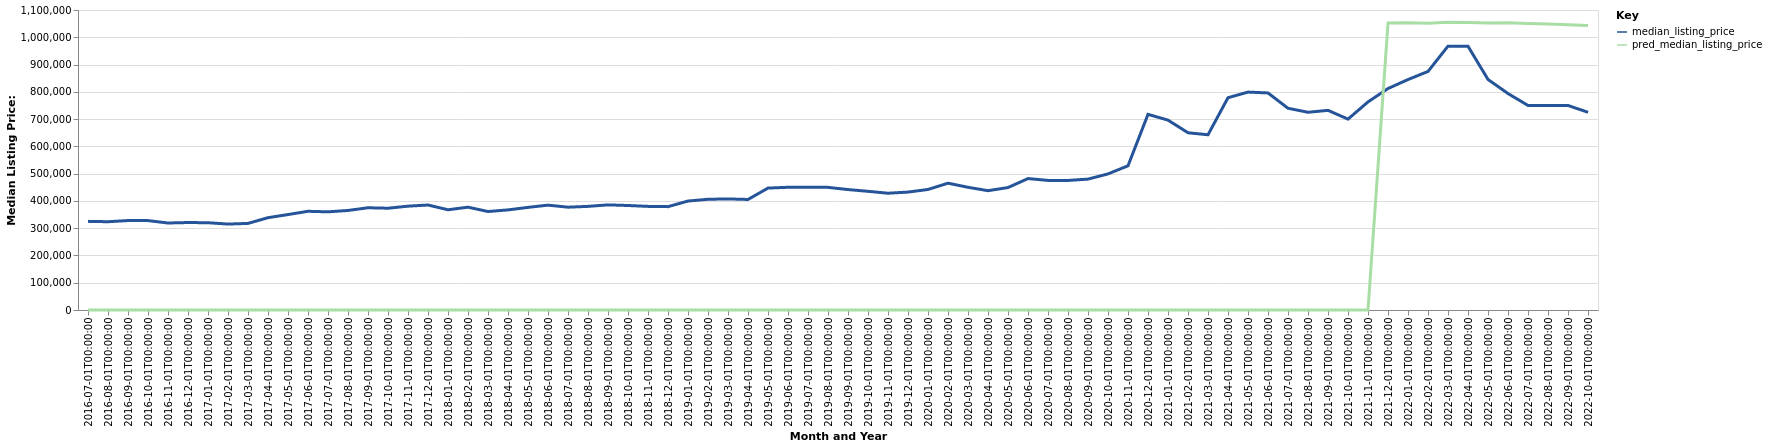 Median Listing Price:
1,100,000
1,000,000
900,000
800,000
700,000
600,000
500,000
400,000
300,000
200,000
100,000
0
2016-07-01T00:00:00
2016-08-01T00:00:00
2016-09-01T00:00:00
2016-10-01T00:00:00
2016-11-01T00:00:00
2016-12-01T00:00:00
2017-01-01T00:00:00
2017-02-01T00:00:00
2017-03-01T00:00:00
2017-04-01T00:00:00
2017-05-01T00:00:00
2017-06-01T00:00:00
2017-07-01T00:00:00
2017-08-01T00:00:00
2017-09-01T00:00:00
2017-10-01T00:00:00
2017-11-01T00:00:00
2017-12-01T00:00:00
2018-01-01T00:00:00
2018-02-01T00:00:00
2018-03-01T00:00:00
2018-04-01T00:00:00
2018-05-01T00:00:00
2018-06-01T00:00:00
2018-07-01T00:00:00
2018-08-01T00:00:00
2018-09-01T00:00:00
2018-10-01T00:00:00
2018-11-01T00:00:00
2018-12-01T00:00:00
2019-01-01T00:00:00
2019-02-01T00:00:00
2019-03-01T00:00:00
2019-04-01T00:00:00
2019-05-01T00:00:00
2019-06-01T00:00:00
2019-07-01T00:00:00
2019-08-01T00:00:00
2019-09-01T00:00:00
2019-10-01T00:00:00
2019-11-01T00:00:00
2019-12-01T00:00:00
2020-01-01T00:00:00
2020-02-01T00:00:00
2020-03-01T00:00:00
2020-04-01T00:00:00
2020-05-01T00:00:00
2020-06-01T00:00:00
2020-07-01T00:00:00
2020-08-01T00:00:00
2020-09-01T00:00:00
2020-10-01T00:00:00
2020-11-01T00:00:00
2020-12-01T00:00:00
2021-01-01T00:00:00
2021-02-01T00:00:00
2021-03-01T00:00:00
2021-04-01T00:00:00
2021-05-01T00:00:00
2021-06-01T00:00:00
2021-07-01T00:00:00
2021-08-01T00:00:00
2021-09-01T00:00:00
2021-10-01T00:00:00
2021-11-01T00:00:00
2021-12-01T00:00:00
2022-01-01T00:00:00
2022-02-01T00:00:00
2022-03-01T00:00:00
2022-04-01T00:00:00
2022-05-01T00:00:00
2022-06-01T00:00:00
2022-07-01T00:00:00
2022-08-01T00:00:00
2022-09-01T00:00:00
2022-10-01T00:00:00
Month and Year
Key
median_listing_price
pred_median_listing_price